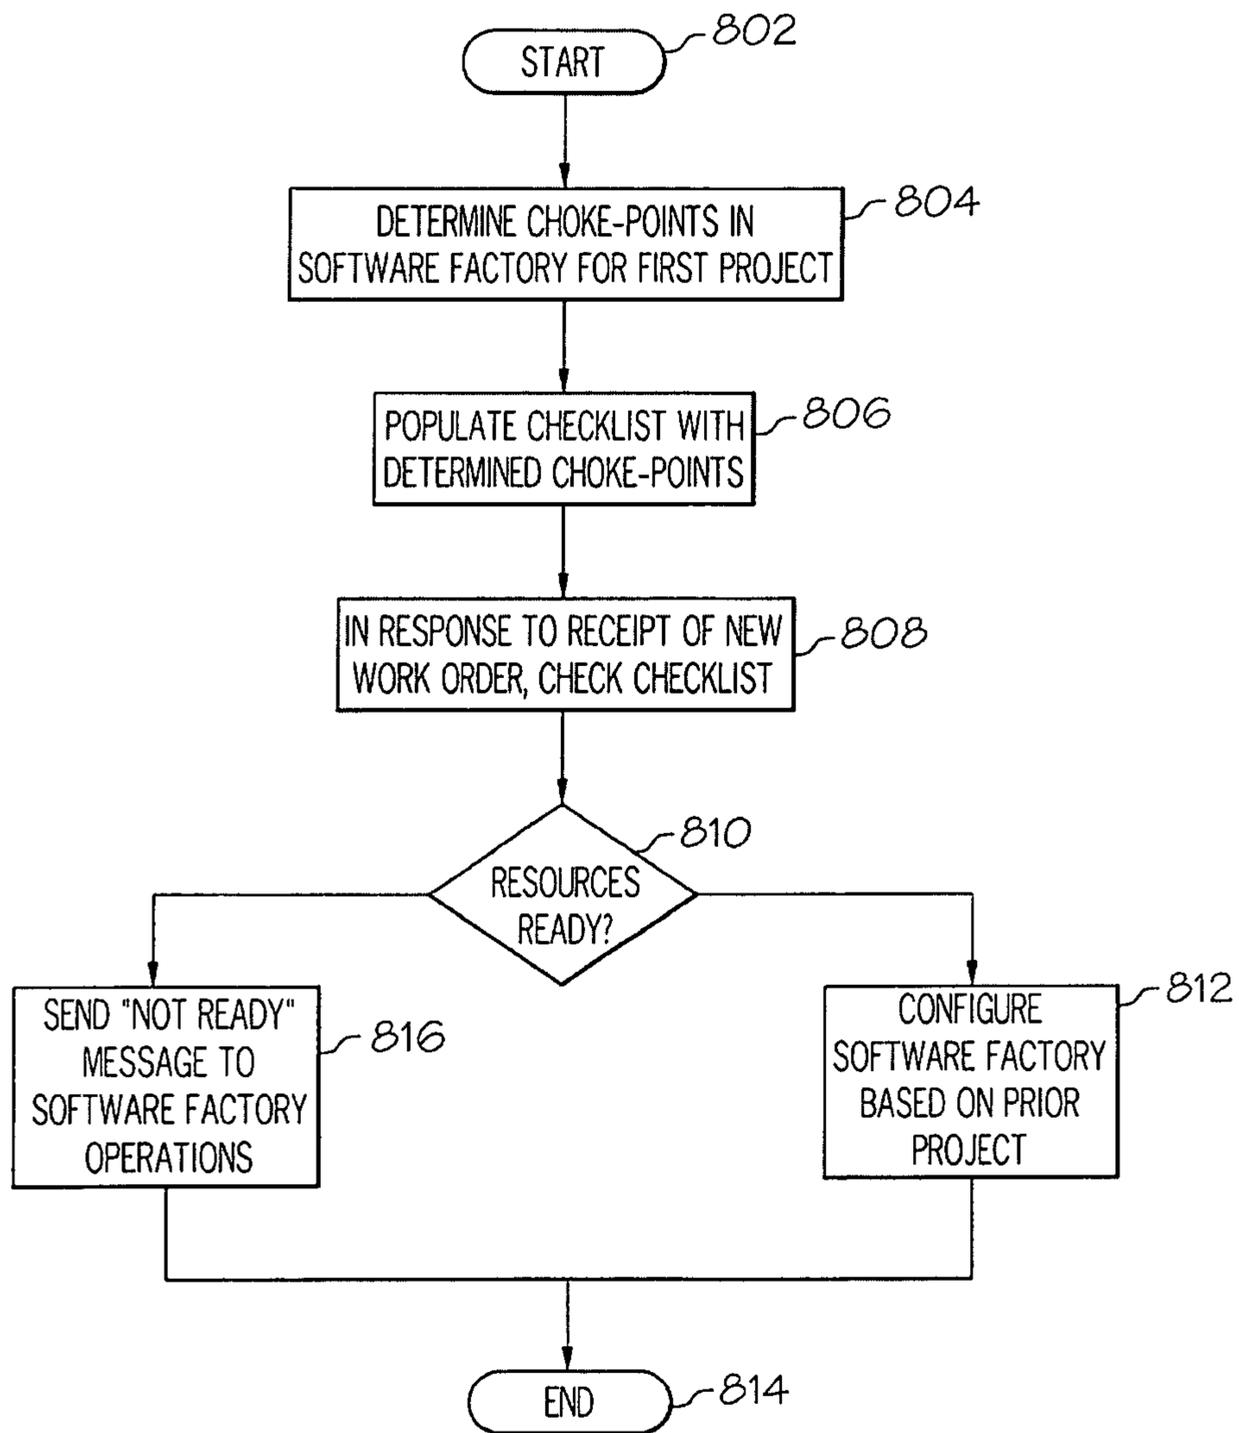 START
802
DETERMINE CHOKE-POINTS IN
SOFTWARE FACTORY FOR FIRST PROJECT
804
POPULATE CHECKLIST WITH
DETERMINED CHOKE-POINTS
806
IN RESPONSE TO RECEIPT OF NEW
WORK ORDER, CHECK CHECKLIST
808
RESOURCES
READY?
810
SEND "NOT READY"
MESSAGE TO
SOFTWARE FACTORY
OPERATIONS
816
CONFIGURE
SOFTWARE FACTORY
BASED ON PRIOR
PROJECT
812
END
814